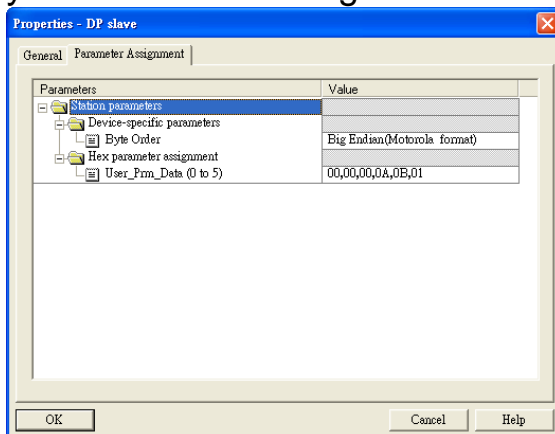 Properties - DP slave
General Parameter Assignment
Parameters Value
Station parameters
Device-specific parameters
Byte Order Big Endian(Motorola format)
Hex parameter assignment
User_Prm_Data (0 to 5) 00,00,00,0A,0B,01
OK Cancel Help